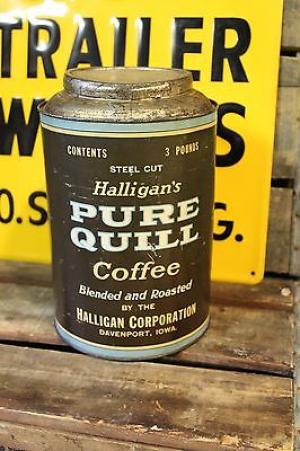 TRAILER
CONTENTS 3 POUNDS
STEEL CUT
Halligan's
PURE
QUILL
Coffee
Blended and Roasted
BY THE
HALLIGAN CORPORATION
DAVENPORT, IOWA.